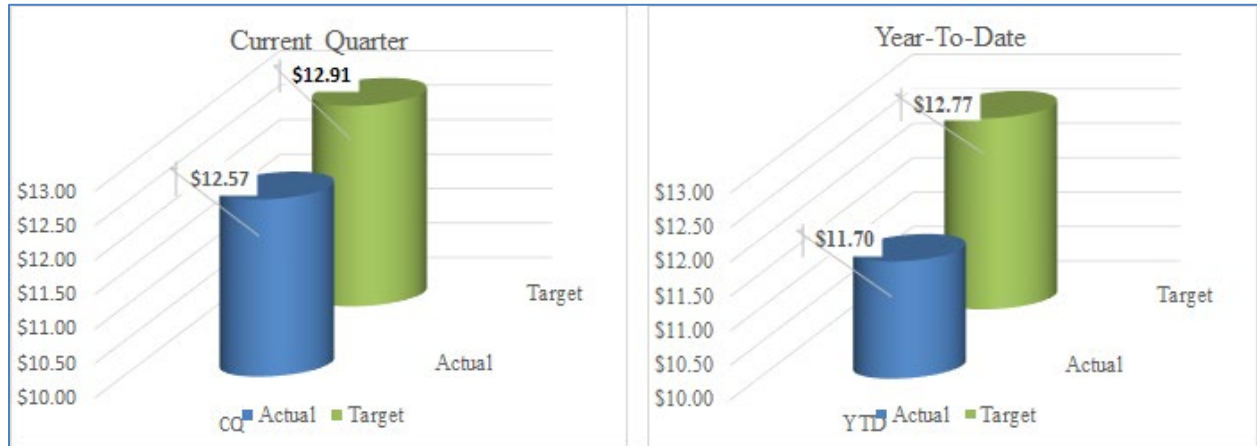 Current Quarter
$12.91
$12.57
$13.00
$12.50
$12.00
$11.50
$11.00
$10.50
$10.00
Target
Actual
CQ
Actual Target
Year-To-Date
$12.77
$11.70
$13.00
$12.50
$12.00
$11.50
$11.00
$10.50
$10.00
Target
Actual
YTD
Actual Target